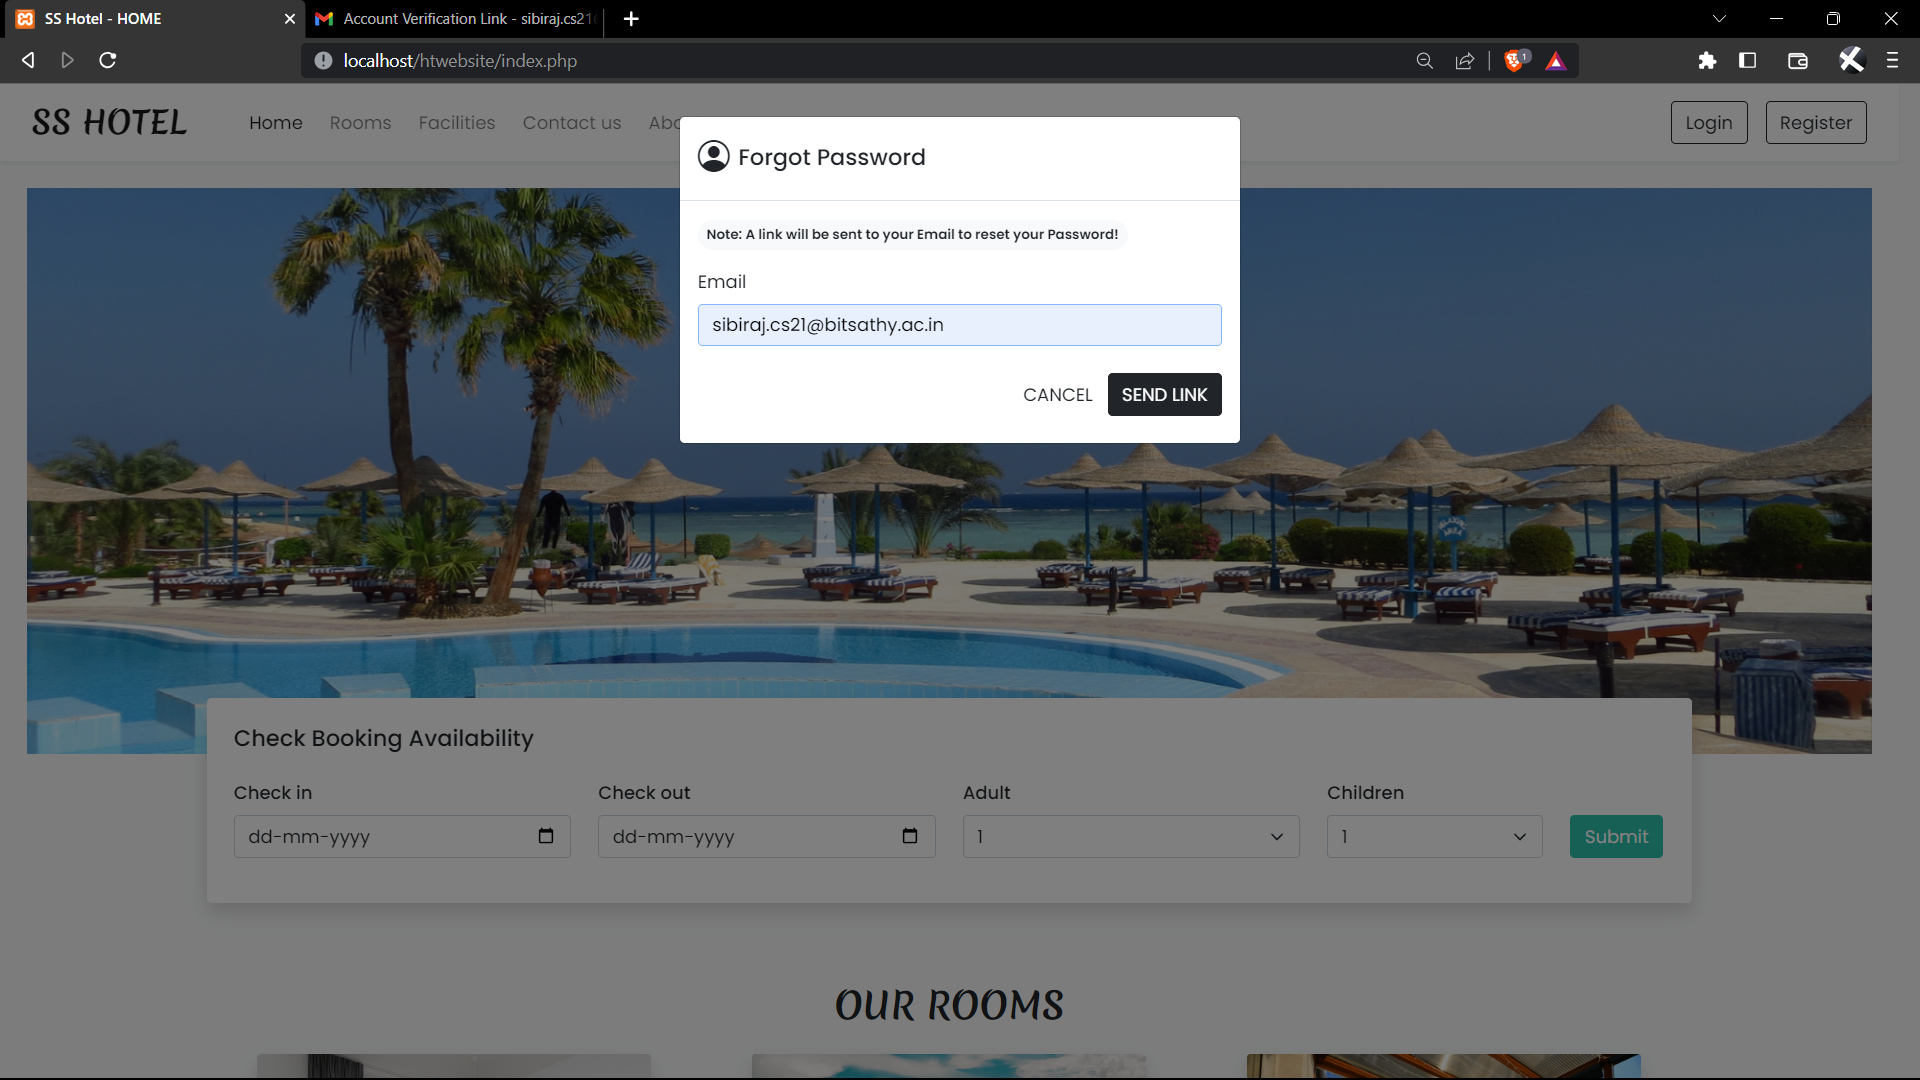 SS Hotel - HOME
Account Verification Link - sibiraj.cs21
localhost/htwebsite/index.php
1
SS HOTEL
Home
Rooms
Facilities
Contact us
Login
Register
Forgot Password
Note: A link will be sent to your Email to reset your Password!
Email
sibiraj.cs21@bitsathy.ac.in
CANCEL
SEND LINK
RELAXING AREA
Check Booking Availability
Check in
Check out
Adult
Children
dd-mm-yyyy
dd-mm-yyyy
1
1
Submit
OUR ROOMS